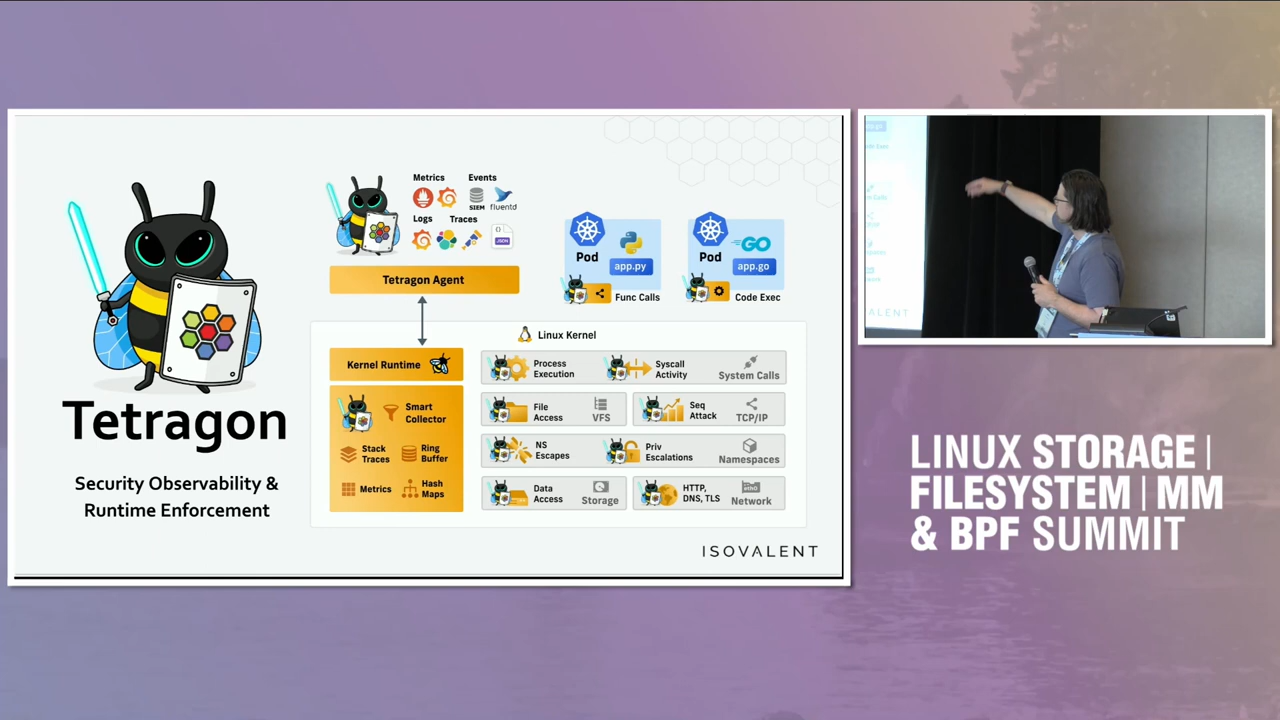 Tetragon
Security Observability &
Runtime Enforcement
Metrics
Events
SIEM
fluentd
Logs
Traces
{}
JSON
Tetragon Agent
Pod
app.py
Func Calls
Pod
GO
app.go
Code Exec
Linux Kernel
Kernel Runtime
Smart
Collector
Stack
Traces
Ring
Buffer
Metrics
Hash
Maps
Process
Execution
Syscall
Activity
System Calls
File
Access
VFS
Seq
Attack
TCP/IP
NS
Escapes
Priv
Escalations
Namespaces
Data
Access
Storage
HTTP,
DNS, TLS
Network
ISOVALENT
LINUX STORAGE |
FILESYSTEM | MM
& BPF SUMMIT